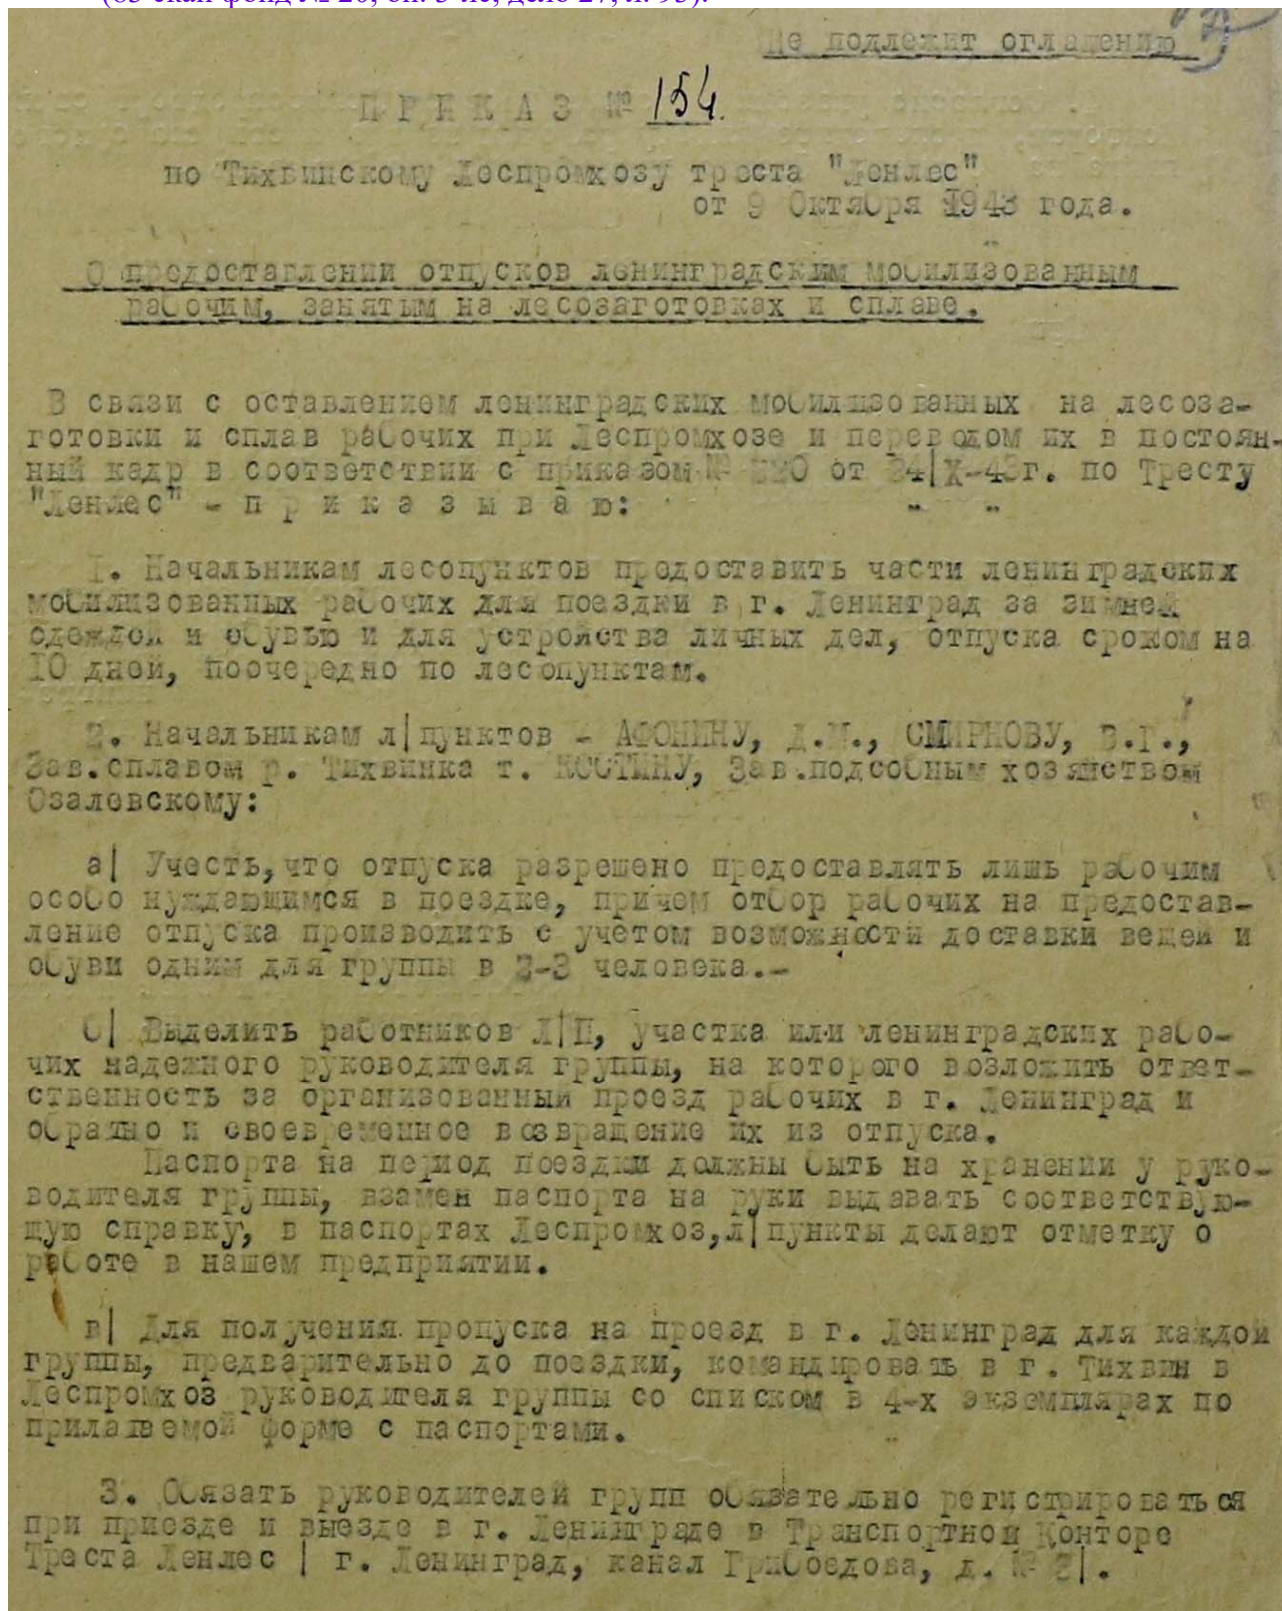 Не подлежит оглашению
ПРИКАЗ № 154.
по Тихвинскому Леспромхозу треста "Ленлес"
от 9 Октября 1943 года.
О предоставлении отпусков ленинградским мобилизованным
рабочим, занятым на лесозаготовках и сплаве.
В связи с оставлением ленинградских мобилизованных на лесоза-
готовки и сплав рабочих при Леспромхозе и переводом их в постоян-
ный кадр в соответствии с приказом № от |X-43г. по Тресту
"Ленлес" - п р и к а з ы в а ю:
1. Начальникам лесопунктов предоставить части ленинградских
мобилизованных рабочих для поездки в г. Ленинград за зимней
одеждой и обувью и для устройства личных дел, отпуска сроком на
10 дней, поочередно по лесопунктам.
2. Начальникам л|пунктов - АФОНИНУ, СМИРНОВУ, В.Г.,
Зав.сплавом р. Тихвинка т. КОСТИНУ, Зав.подсобным хозяйством
Озалевскому:
а| Учесть,что отпуска разрешено предоставлять лишь рабочим
особо нуждающимся в поездке, причем отбор рабочих на предостав-
ление отпуска производить с учетом возможности доставки вещей и
обуви одним для группы в 2-3 человека.-
б| Выделить работников Л|П, участка или ленинградских рабо-
чих надежного руководителя группы, на которого возложить ответ-
ственность за организованный проезд рабочих в г. Ленинград и
обратно и своевременное возвращение их из отпуска.
Паспорта на период поездки должны быть на хранении у руко-
водителя группы, взамен паспорта на руки выдавать соответствую-
щую справку, в паспортах Леспромхоз,л|пункты делают отметку о
работе в нашем предприятии.
в| Для получения пропуска на проезд в г. Ленинград для каждой
группы, предварительно до поездки, командировать в г. Тихвин в
Леспромхоз руководителя группы со списком в 4-х экземплярах по
прилагаемой форме с паспортами.
3. Обязать руководителей групп обязательно регистрироваться
при приезде и выезде в г. Ленинграде в Транспортной Конторе
Треста Ленлес | г. Ленинград, канал Грибоедова, д. №